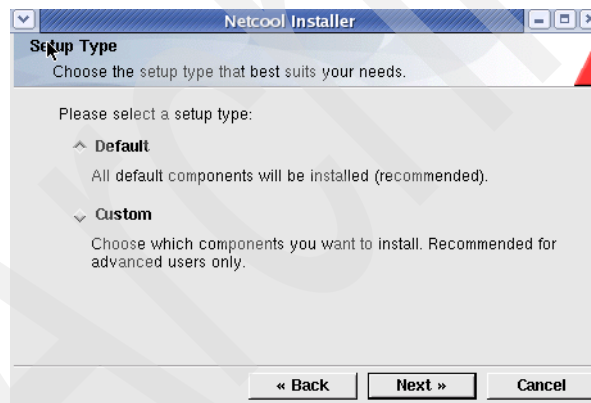 Netcool Installer
Setup Type
Choose the setup type that best suits your needs.
Please select a setup type:
Default
All default components will be installed (recommended).
Custom
Choose which components you want to install. Recommended for
advanced users only.
« Back
Next »
Cancel